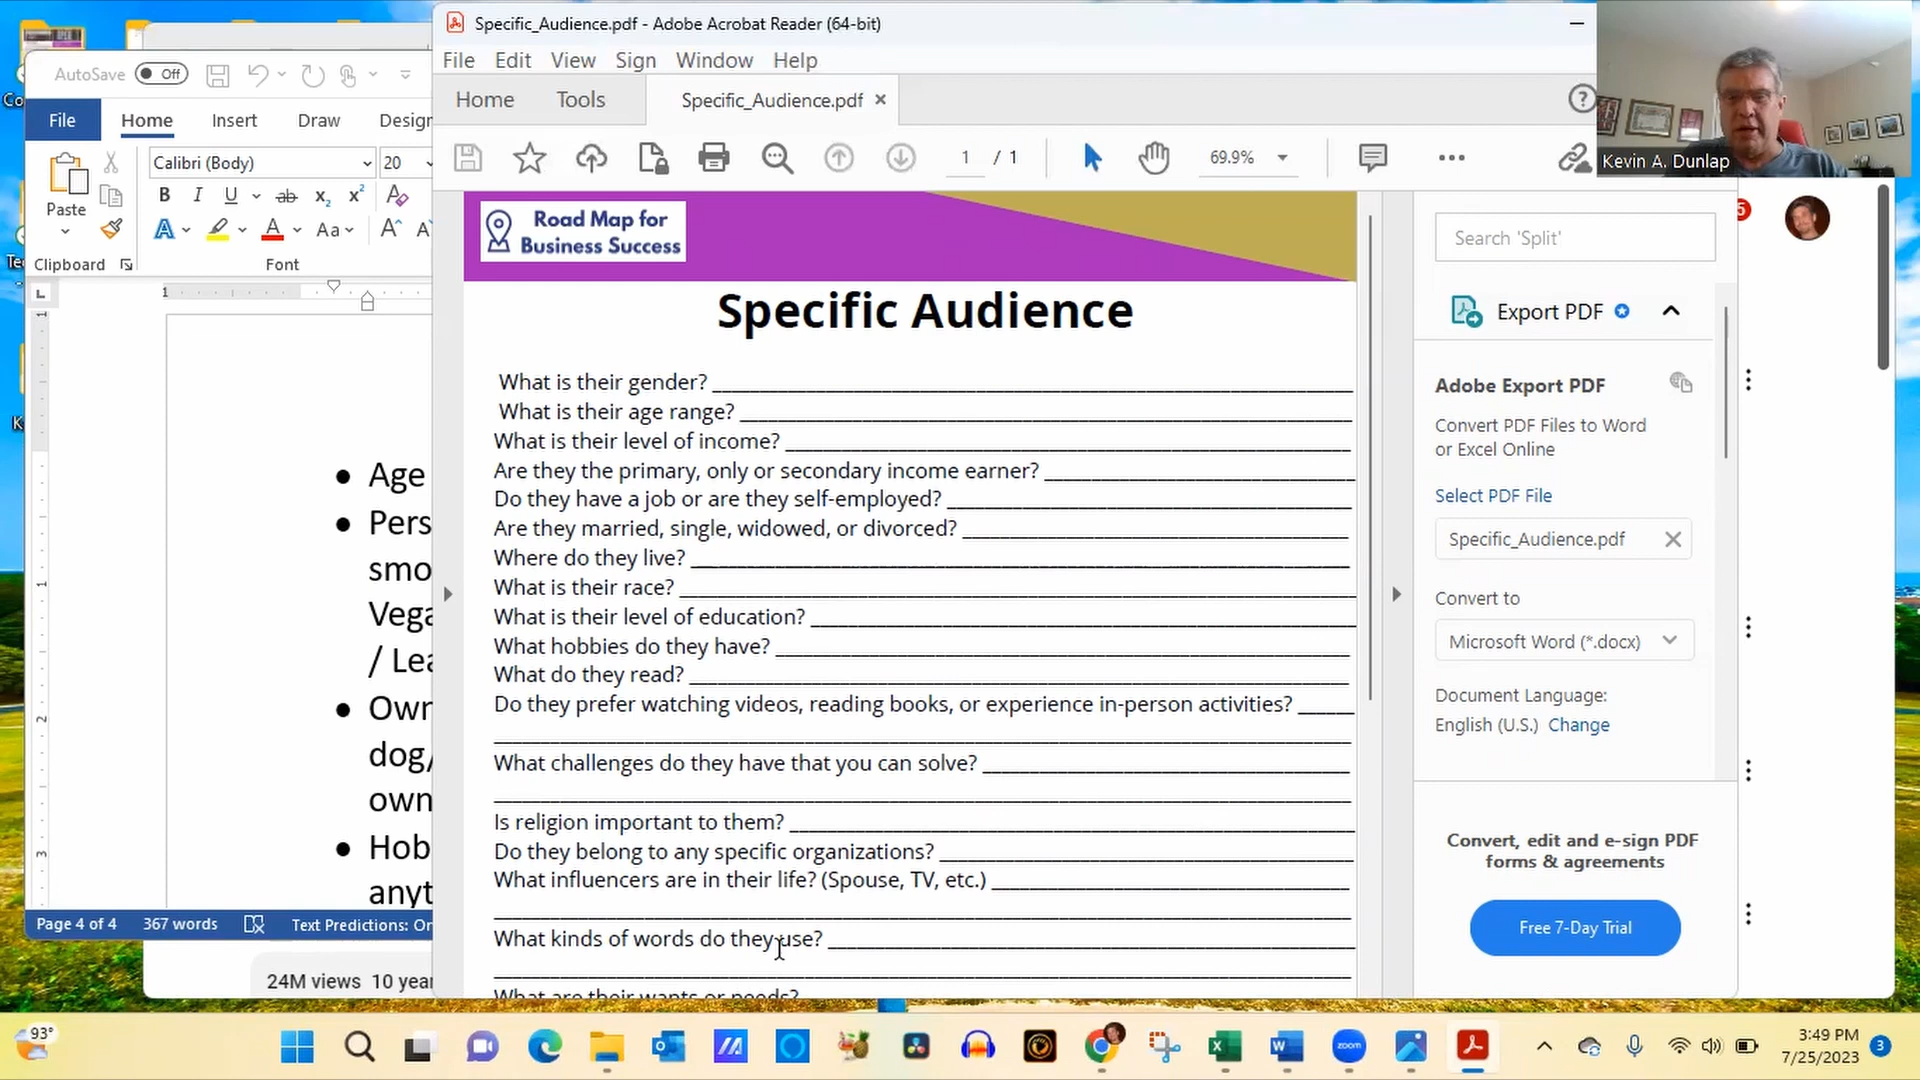 Specific_Audience.pdf - Adobe Acrobat Reader (64-bit)
File Edit View Sign Window Help
Home Tools Specific_Audience.pdf
1 / 1 69.9%
Kevin A. Dunlap
AutoSave Off
File Home Insert Draw Design
Calibri (Body) 20
Paste
Clipboard Font
Age
Pers
smo
Vega
/ Lea
Own
dog/
own
Hob
anyt
Page 4 of 4 367 words Text Predictions: On
24M views 10 year
Road Map for
Business Success
Specific Audience
What is their gender?
What is their age range?
What is their level of income?
Are they the primary, only or secondary income earner?
Do they have a job or are they self-employed?
Are they married, single, widowed, or divorced?
Where do they live?
What is their race?
What is their level of education?
What hobbies do they have?
What do they read?
Do they prefer watching videos, reading books, or experience in-person activities?
What challenges do they have that you can solve?
Is religion important to them?
Do they belong to any specific organizations?
What influencers are in their life? (Spouse, TV, etc.)
What kinds of words do they use?
What are their wants or needs?
Search 'Split'
Export PDF
Adobe Export PDF
Convert PDF Files to Word
or Excel Online
Select PDF File
Specific_Audience.pdf
Convert to
Microsoft Word (*.docx)
Document Language:
English (U.S.) Change
Convert, edit and e-sign PDF
forms & agreements
Free 7-Day Trial
93°
zoom
3:49 PM
7/25/2023
3